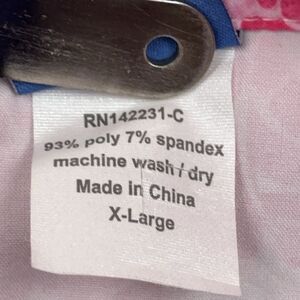 RN142231-C
93% poly 7% spandex
machine wash / dry
Made in China
X-Large